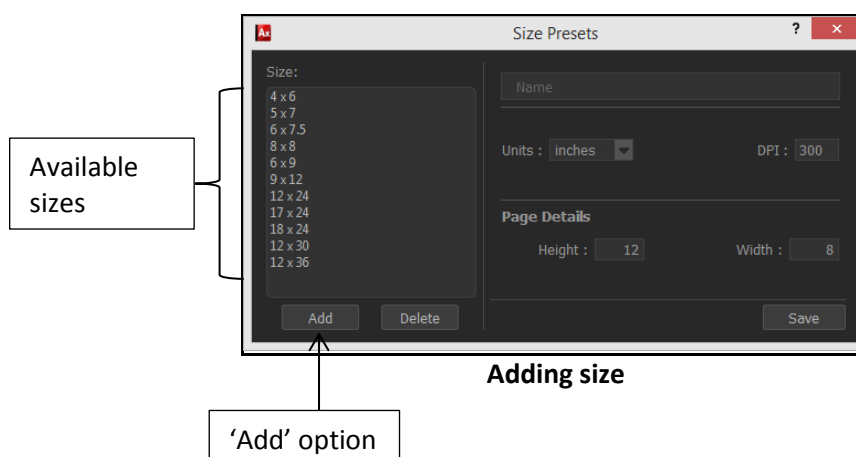 Ax Size Presets ? ×
Size:
4 x 6
5 x 7
6 x 7.5
8 x 8
6 x 9
9 x 12
12 x 24
17 x 24
18 x 24
12 x 30
12 x 36
Add Delete
Name
Units : inches DPI : 300
Page Details
Height : 12 Width : 8
Save
Available
sizes
Adding size
‘Add’ option